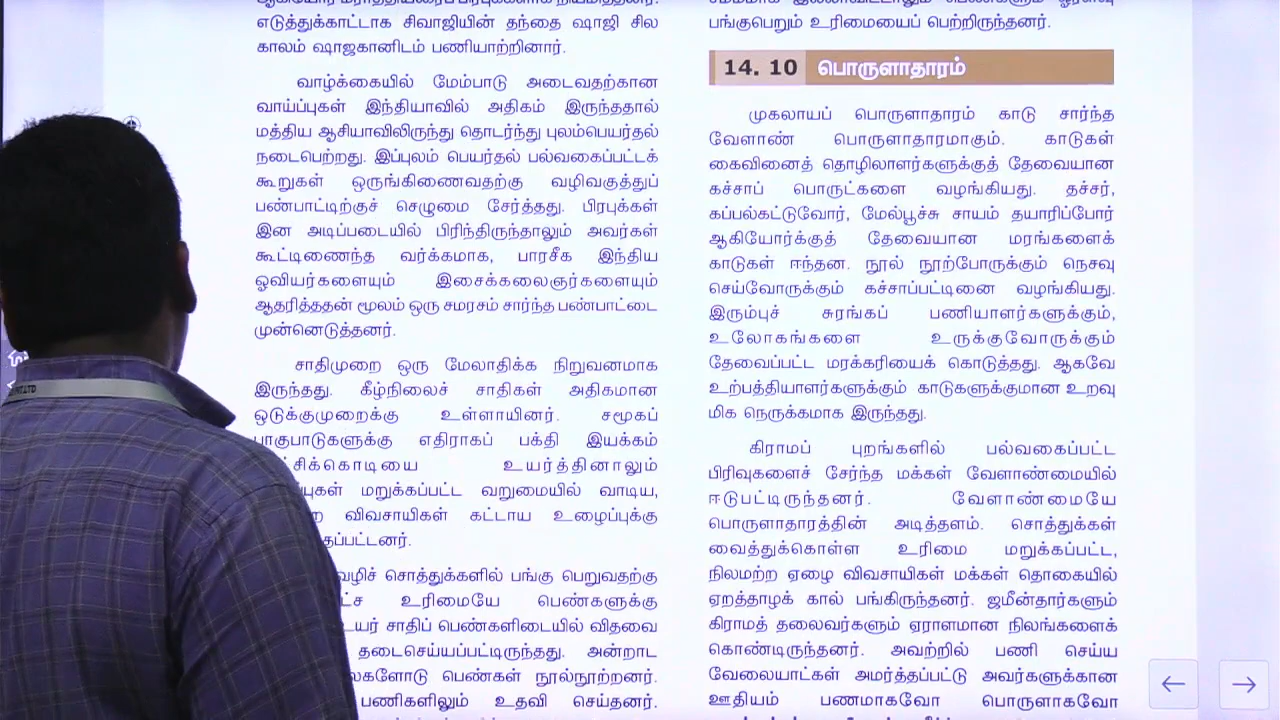 எடுத்துக்காட்டாக சிவாஜியின் தந்தை ஷாஜி சில
காலம் ஷாஜகானிடம் பணியாற்றினார்.
வாழ்க்கையில் மேம்பாடு அடைவதற்கான
வாய்ப்புகள் இந்தியாவில் அதிகம் இருந்ததால்
மத்திய ஆசியாவிலிருந்து தொடர்ந்து புலம்பெயர்தல்
நடைபெற்றது. இப்புலம் பெயர்தல் பல்வகைப்பட்டக்
கூறுகள் ஒருங்கிணைவதற்கு வழிவகுத்துப்
பண்பாட்டிற்குச் செழுமை சேர்த்தது. பிரபுக்கள்
இன அடிப்படையில் பிரிந்திருந்தாலும் அவர்கள்
கூட்டிணைந்த வர்க்கமாக, பாரசீக இந்திய
ஓவியர்களையும் இசைக்கலைஞர்களையும்
ஆதரித்ததன் மூலம் ஒரு சமரசம் சார்ந்த பண்பாட்டை
முன்னெடுத்தனர்.
சாதிமுறை ஒரு மேலாதிக்க நிறுவனமாக
இருந்தது. கீழ்நிலைச் சாதிகள் அதிகமான
ஒடுக்குமுறைக்கு உள்ளாயினர். சமூகப்
பாகுபாடுகளுக்கு எதிராகப் பக்தி இயக்கம்
உயர்த்தினாலும்
மறுக்கப்பட்ட வறுமையில் வாடிய,
விவசாயிகள் கட்டாய உழைப்புக்கு
சொத்துக்களில் பங்கு பெறுவதற்கு
உரிமையே பெண்களுக்கு
சாதிப் பெண்களிடையில் விதவை
தடைசெய்யப்பட்டிருந்தது. அன்றாட
பெண்கள் நூல்நூற்றனர்.
பணிகளிலும் உதவி செய்தனர்.
பங்குபெறும் உரிமையைப் பெற்றிருந்தனர்.
14. 10 பொருளாதாரம்
முகலாயப் பொருளாதாரம் காடு சார்ந்த
வேளாண் பொருளாதாரமாகும். காடுகள்
கைவினைத் தொழிலாளர்களுக்குத் தேவையான
கச்சாப் பொருட்களை வழங்கியது. தச்சர்,
கப்பல்கட்டுவோர், மேல்பூச்சு சாயம் தயாரிப்போர்
ஆகியோர்க்குத் தேவையான மரங்களைக்
காடுகள் ஈந்தன. நூல் நூற்போருக்கும் நெசவு
செய்வோருக்கும் கச்சாப்பட்டினை வழங்கியது.
இரும்புச் சுரங்கப் பணியாளர்களுக்கும்,
உலோகங்களை உருக்குவோருக்கும்
தேவைப்பட்ட மரக்கரியைக் கொடுத்தது. ஆகவே
உற்பத்தியாளர்களுக்கும் காடுகளுக்குமான உறவு
மிக நெருக்கமாக இருந்தது.
கிராமப் புறங்களில் பல்வகைப்பட்ட
பிரிவுகளைச் சேர்ந்த மக்கள் வேளாண்மையில்
ஈடுபட்டிருந்தனர். வேளாண்மையே
பொருளாதாரத்தின் அடித்தளம். சொத்துக்கள்
வைத்துக்கொள்ள உரிமை மறுக்கப்பட்ட,
நிலமற்ற ஏழை விவசாயிகள் மக்கள் தொகையில்
ஏறத்தாழக் கால் பங்கிருந்தனர். ஜமீன்தார்களும்
கிராமத் தலைவர்களும் ஏராளமான நிலங்களைக்
கொண்டிருந்தனர். அவற்றில் பணி செய்ய
வேலையாட்கள் அமர்த்தப்பட்டு அவர்களுக்கான
ஊதியம் பணமாகவோ பொருளாகவோ